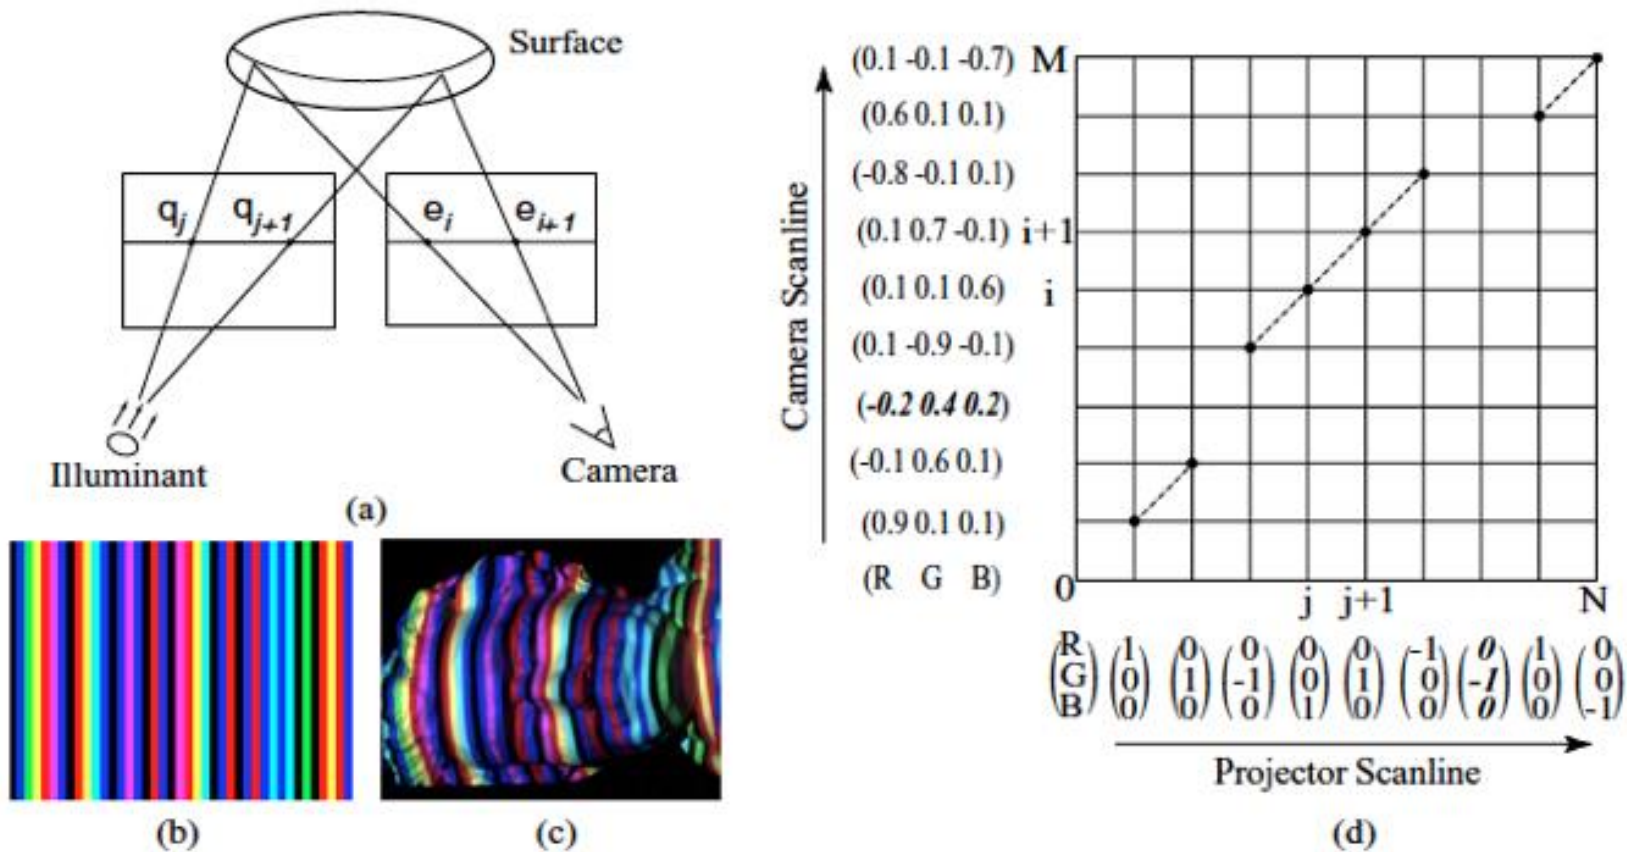 Surface
q_j q_{j+1} e_i e_{i+1}
Illuminant
Camera
(a)
(b)
(c)
Camera Scanline
(0.1 -0.1 -0.7) M
(0.6 0.1 0.1)
(-0.8 -0.1 0.1)
(0.1 0.7 -0.1) i+1
(0.1 0.1 0.6) i
(0.1 -0.9 -0.1)
(-0.2 0.4 0.2)
(-0.1 0.6 0.1)
(0.9 0.1 0.1)
(R G B) 0
j j+1 N
R 1 0 0 0 0 -1 0 1 0
G 0 1 -1 0 1 0 -1 0 0
B 0 0 0 1 0 0 0 0 -1
Projector Scanline
(d)